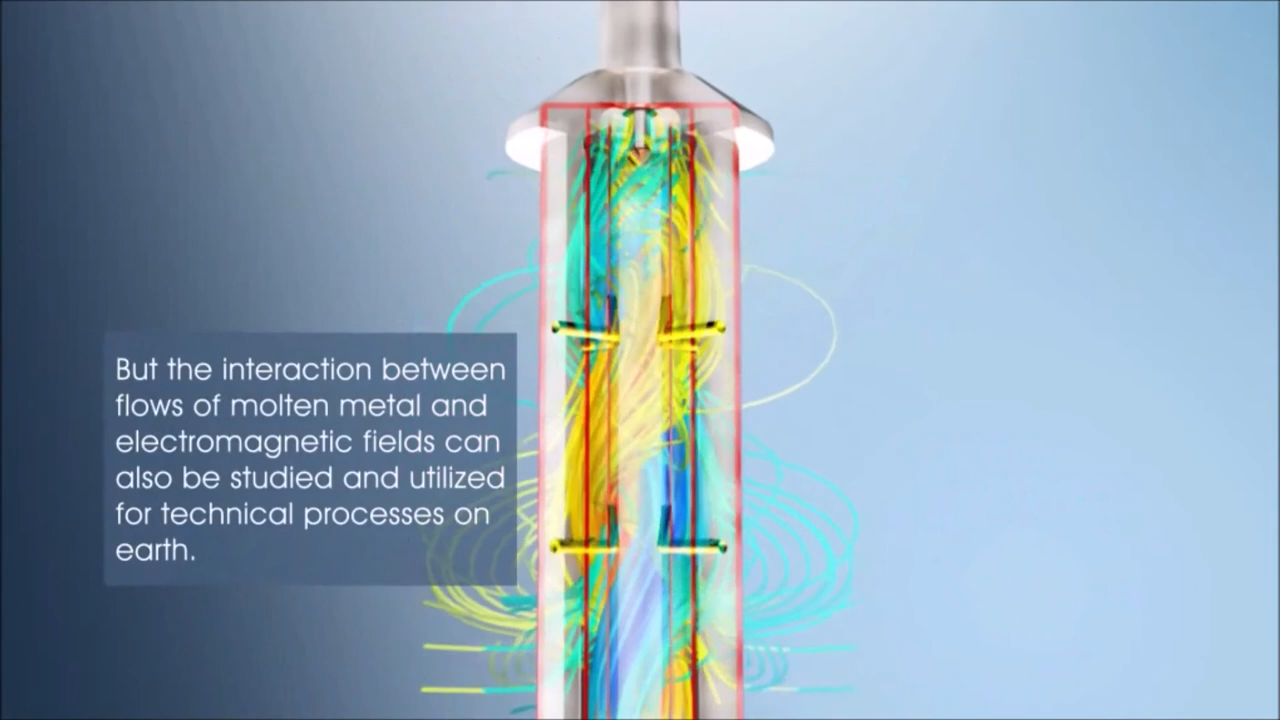 But the interaction between
flows of molten metal and
electromagnetic fields can
also be studied and utilized
for technical processes on
earth.